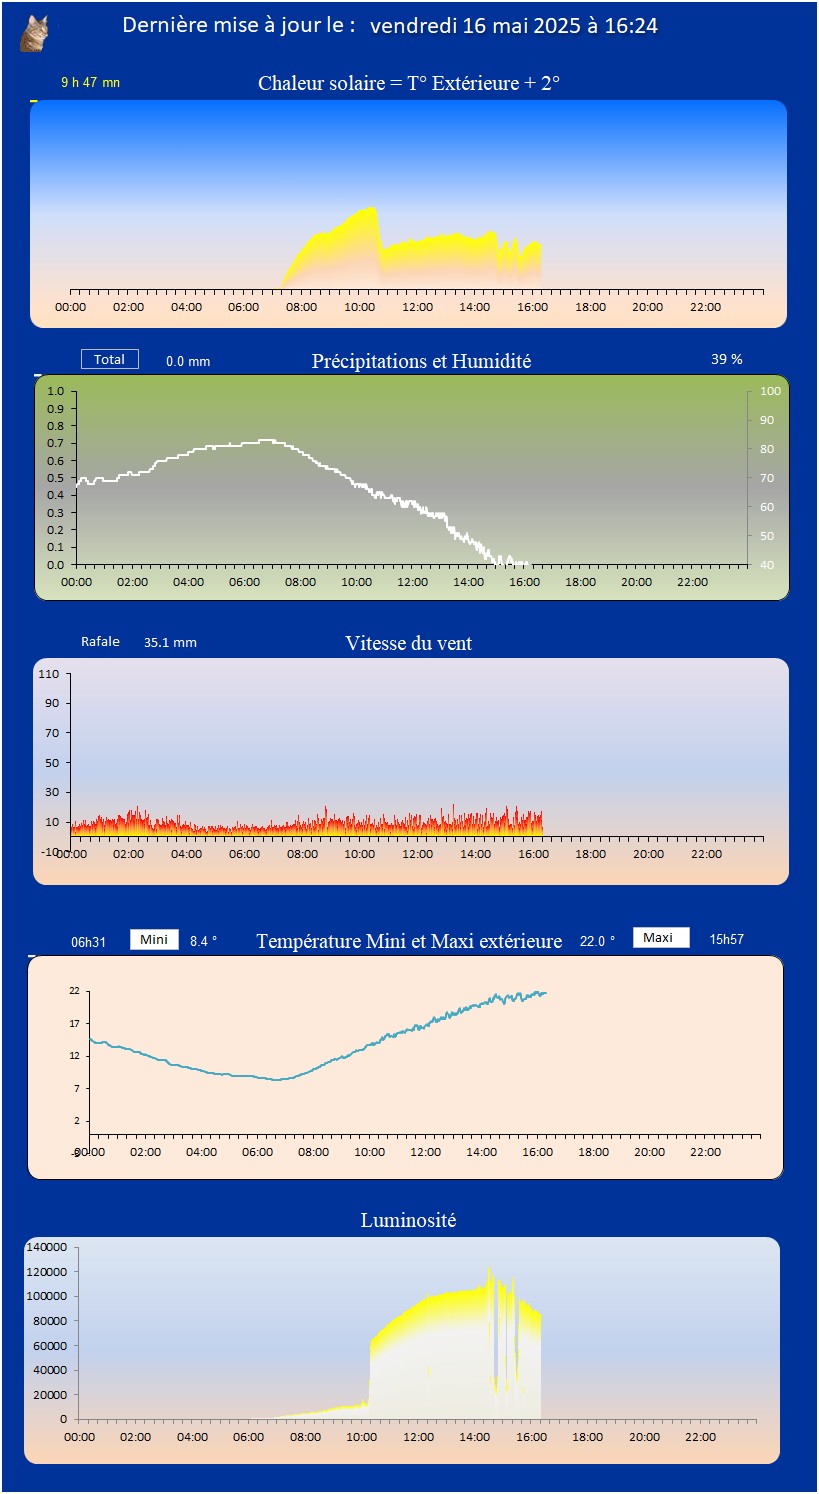 Dernière mise à jour le : vendredi 16 mai 2025 à 16:24
9 h 47 mn Chaleur solaire = T° Extérieure + 2°
00:00 02:00 04:00 06:00 08:00 10:00 12:00 14:00 16:00 18:00 20:00 22:00
Total 0.0 mm Précipitations et Humidité 39 %
1.0 100
0.9
0.8 90
0.7
0.6 80
0.5 70
0.4
0.3 60
0.2 50
0.1
0.0 40
00:00 02:00 04:00 06:00 08:00 10:00 12:00 14:00 16:00 18:00 20:00 22:00
Rafale 35.1 mm Vitesse du vent
110
90
70
50
30
10
-10
00:00 02:00 04:00 06:00 08:00 10:00 12:00 14:00 16:00 18:00 20:00 22:00
06h31 Mini 8.4 ° Température Mini et Maxi extérieure 22.0 ° Maxi 15h57
22
17
12
7
2
-3
00:00 02:00 04:00 06:00 08:00 10:00 12:00 14:00 16:00 18:00 20:00 22:00
Luminosité
140000
120000
100000
80000
60000
40000
20000
0
00:00 02:00 04:00 06:00 08:00 10:00 12:00 14:00 16:00 18:00 20:00 22:00